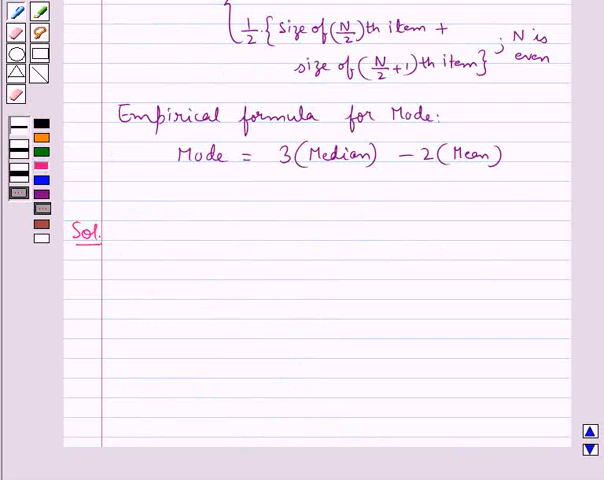 1/2 · { Size of (N/2)th item +
size of (N/2 + 1)th item } ; N is even
Empirical formula for Mode:
Mode = 3(Median) - 2(Mean)
Sol.